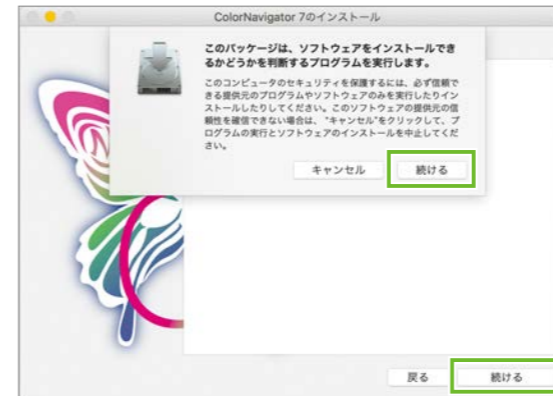 ColorNavigator 7のインストール
このパッケージは、ソフトウェアをインストールでき
るかどうかを判断するプログラムを実行します。
このコンピュータのセキュリティを保護するには、必ず信頼で
きる提供元のプログラムやソフトウェアのみを実行したりイン
ストールしたりしてください。このソフトウェアの提供元の信
頼性を確信できない場合は、"キャンセル"をクリックして、プ
ログラムの実行とソフトウェアのインストールを中止してくだ
さい。
キャンセル
続ける
戻る
続ける